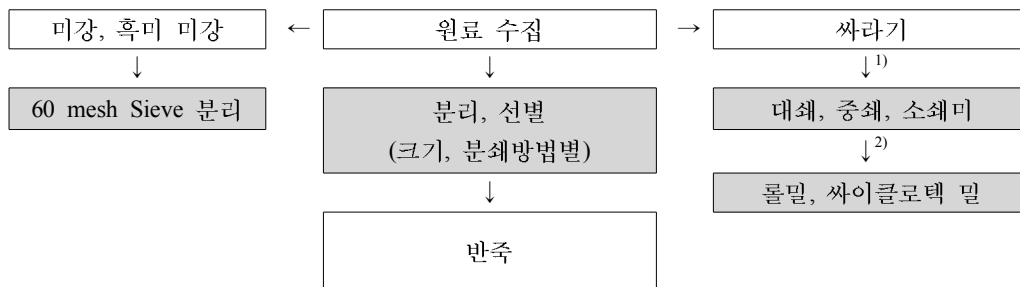 미강, 흑미 미강 ← 원료 수집 → 싸라기
↓ ↓ ↓ 1)
60 mesh Sieve 분리
분리, 선별
(크기, 분쇄방법별)
대쇄, 중쇄, 소쇄미
↓ 2)
롤밀, 싸이클로텍 밀
↓
반죽